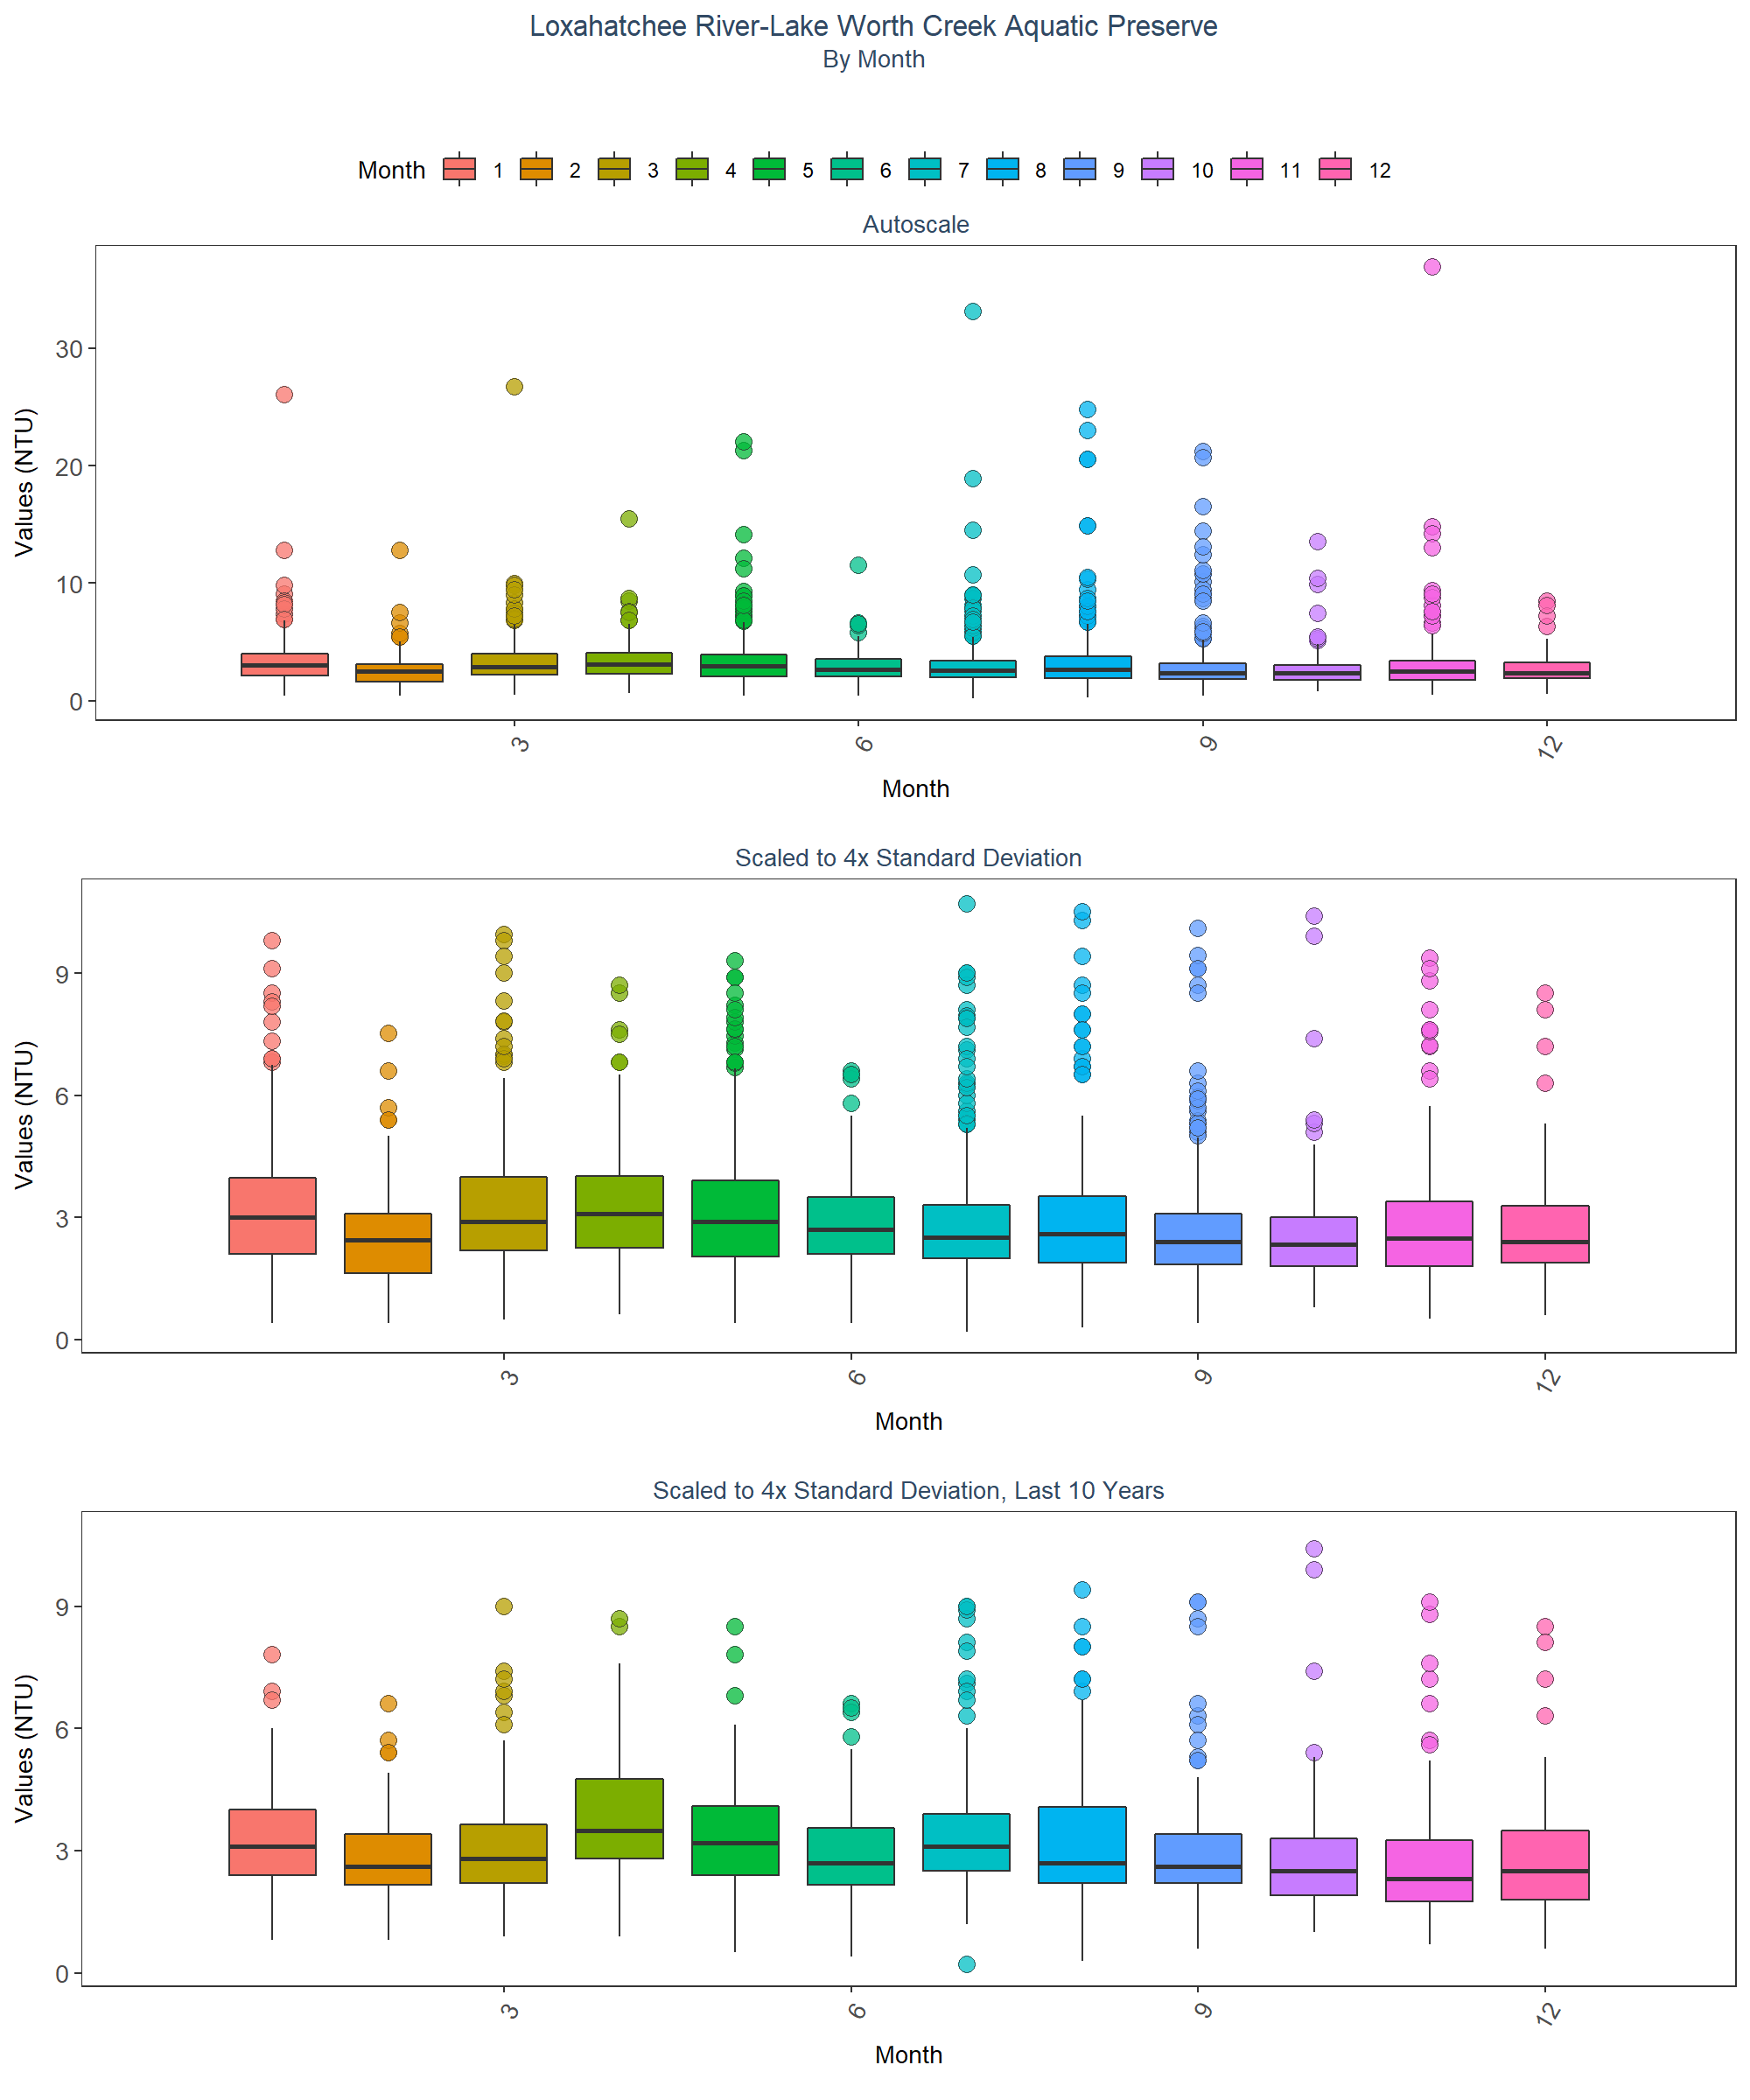 Loxahatchee River-Lake Worth Creek Aquatic Preserve
By Month
Month 1 2 3 4 5 6 7 8 9 10 11 12
Autoscale
Values (NTU)
30
20
10
0
3 6 9 12
Month
Scaled to 4x Standard Deviation
Values (NTU)
9
6
3
0
3 6 9 12
Month
Scaled to 4x Standard Deviation, Last 10 Years
Values (NTU)
9
6
3
0
3 6 9 12
Month